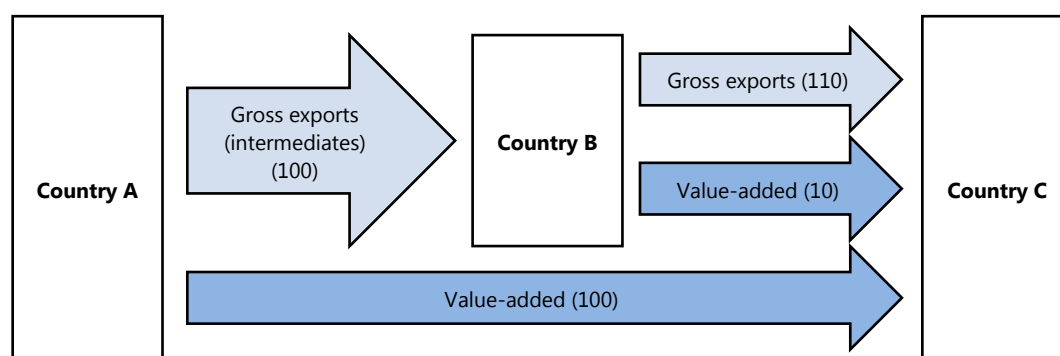 Country A
Gross exports
(intermediates)
(100)
Country B
Gross exports (110)
Value-added (10)
Country C
Value-added (100)